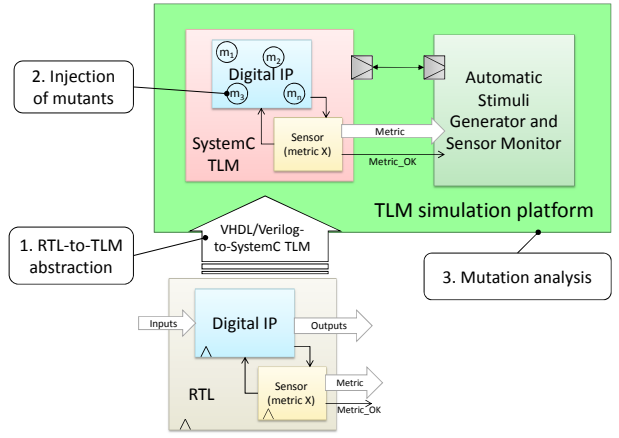 m1
m2
Digital IP
m3
mn
SystemC
TLM
Sensor
(metric X)
Metric
Metric_OK
Automatic
Stimuli
Generator and
Sensor Monitor
2. Injection
of mutants
TLM simulation platform
1. RTL-to-TLM
abstraction
VHDL/Verilog-
to-SystemC TLM
3. Mutation analysis
Inputs
Digital IP
Outputs
RTL
Sensor
(metric X)
Metric
Metric_OK